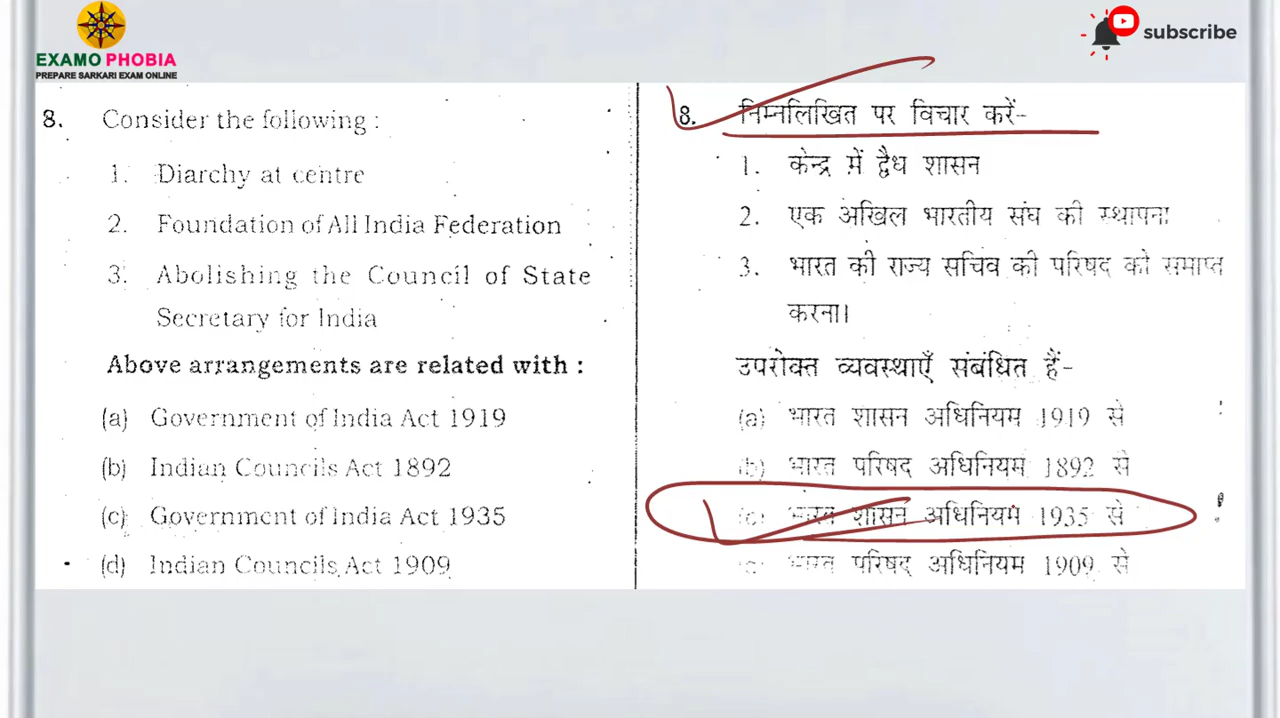 EXAMO PHOBIA
PREPARE SARKARI EXAM ONLINE
subscribe
8. Consider the following :
1. Diarchy at centre
2. Foundation of All India Federation
3. Abolishing the Council of State
Secretary for India
Above arrangements are related with :
(a) Government of India Act 1919
(b) Indian Councils Act 1892
(c) Government of India Act 1935
(d) Indian Councils Act 1909
8. निम्नलिखित पर विचार करें-
1. केन्द्र में द्वैध शासन
2. एक अखिल भारतीय संघ की स्थापना
3. भारत की राज्य सचिव की परिषद को समाप्त
करना।
उपरोक्त व्यवस्थाएँ संबंधित हैं-
(a) भारत शासन अधिनियम 1919 से
(b) भारत परिषद अधिनियम 1892 से
(c) भारत शासन अधिनियम 1935 से
भारत परिषद अधिनियम 1909 से